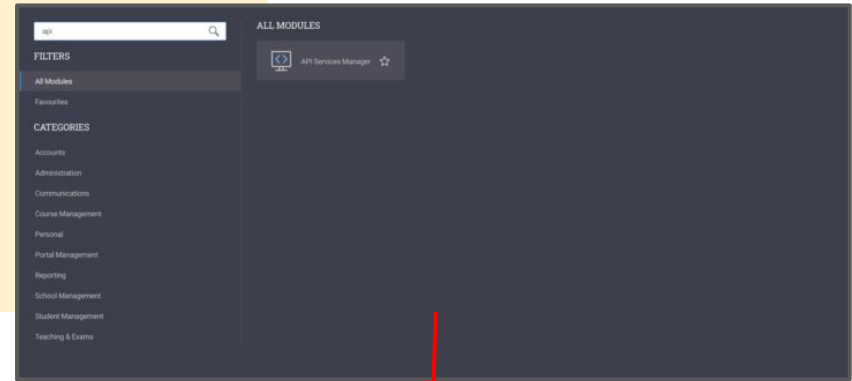 api
FILTERS
All Modules
Favourites
CATEGORIES
Accounts
Administration
Communications
Course Management
Personal
Portal Management
Reporting
School Management
Student Management
Teaching & Exams
ALL MODULES
API Services Manager